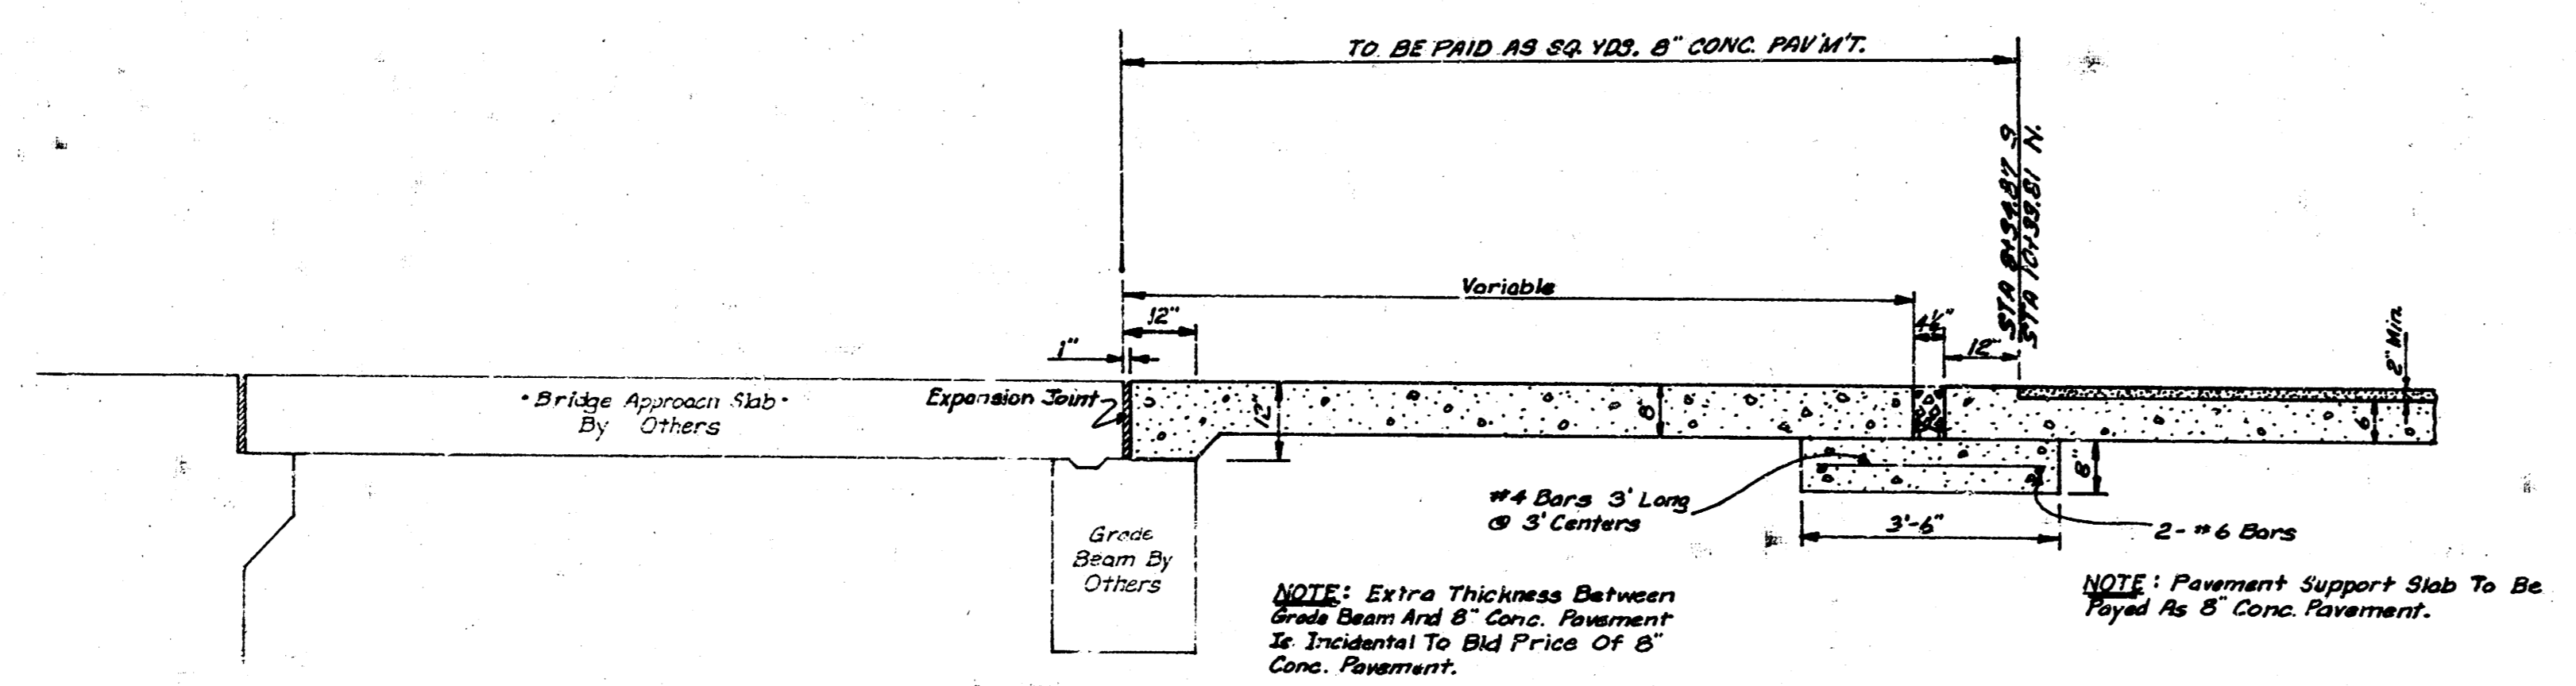 TO BE PAID AS SQ. YDS. 8" CONC. PAV'M'T.
STA 8+34.87 S
STA 10+39.81 N.
Variable
12"
4½"
1"
12"
2" Min.
• Bridge Approach Slab •
By Others
Expansion Joint
12"
8"
6"
8"
#4 Bars 3' Long
@ 3' Centers
3'-6"
2-#6 Bars
Grade
Beam By
Others
NOTE: Extra Thickness Between
Grade Beam And 8" Conc. Pavement
Is Incidental To Bid Price Of 8"
Conc. Pavement.
NOTE: Pavement Support Slab To Be
Payed As 8" Conc. Pavement.